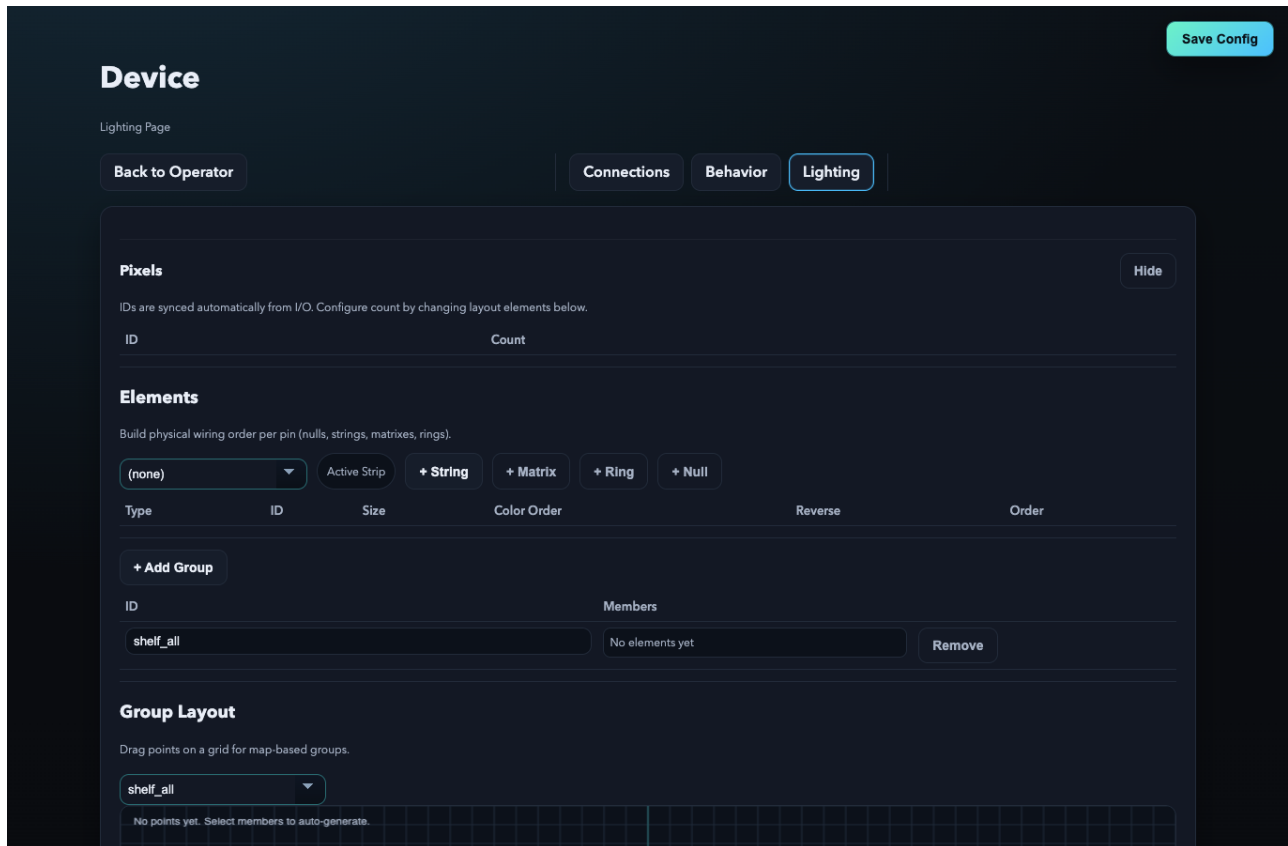 Save Config
Device
Lighting Page
Back to Operator
Connections
Behavior
Lighting
Pixels
Hide
IDs are synced automatically from I/O. Configure count by changing layout elements below.
ID Count
Elements
Build physical wiring order per pin (nulls, strings, matrixes, rings).
(none)
Active Strip
+ String
+ Matrix
+ Ring
+ Null
Type ID Size Color Order Reverse Order
+ Add Group
ID Members
shelf_all
No elements yet
Remove
Group Layout
Drag points on a grid for map-based groups.
shelf_all
No points yet. Select members to auto-generate.